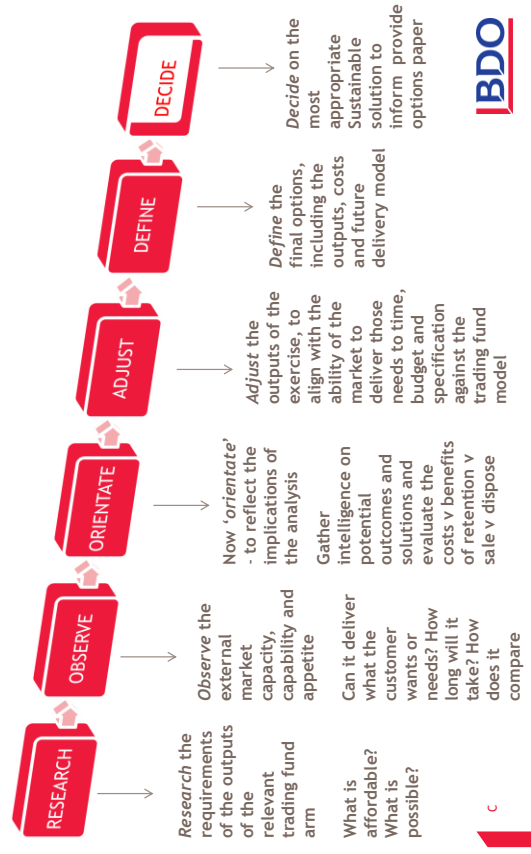 RESEARCH
OBSERVE
ORIENTATE
ADJUST
DEFINE
DECIDE
Research the
requirements
of the outputs
of the
relevant
trading fund
arm
What is
affordable?
What is
possible?
Observe the
external
market
capacity,
capability and
appetite
Can it deliver
what the
customer
wants or
needs? How
long will it
take? How
does it
compare
Now ‘orientate’
- to reflect the
implications of
the analysis
Gather
intelligence on
potential
outcomes and
solutions and
evaluate the
costs v benefits
of retention v
sale v dispose
Adjust the
outputs of the
exercise, to
align with the
ability of the
market to
deliver those
needs to time,
budget and
specification
against the
trading fund
model
Define the
final options,
including the
outputs, costs
and future
delivery model
Decide on the
most
appropriate
Sustainable
solution to
inform provide
options paper
C
BDO